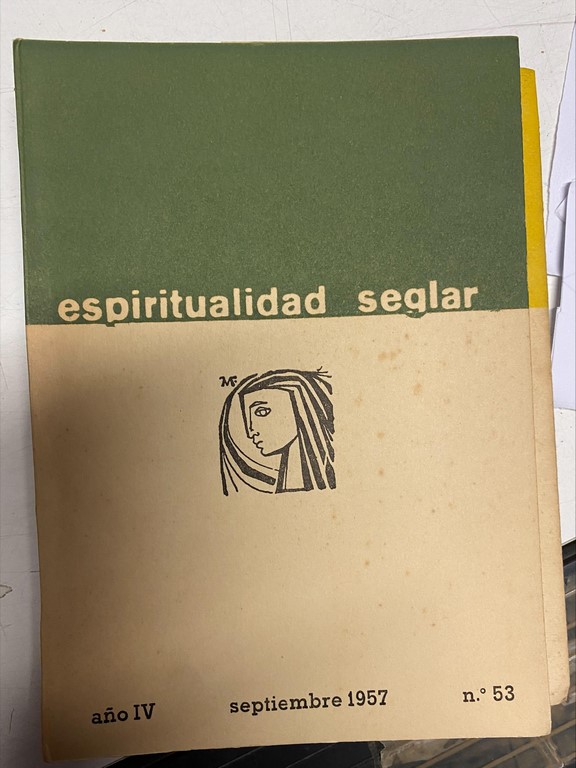 espiritualidad seglar
M
año IV septiembre 1957 n.º 53